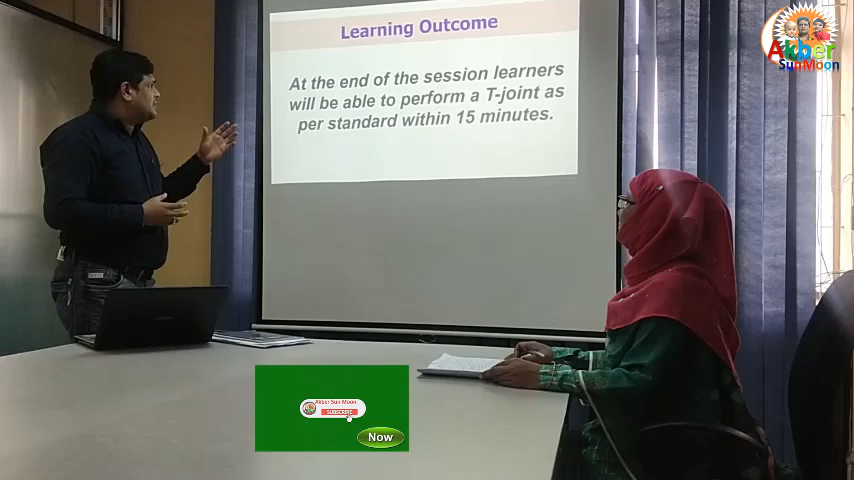 Learning Outcome
At the end of the session learners
will be able to perform a T-joint as
per standard within 15 minutes.
Akber
SunMoon
Akber Sun Moon
SUBSCRIBE
Now